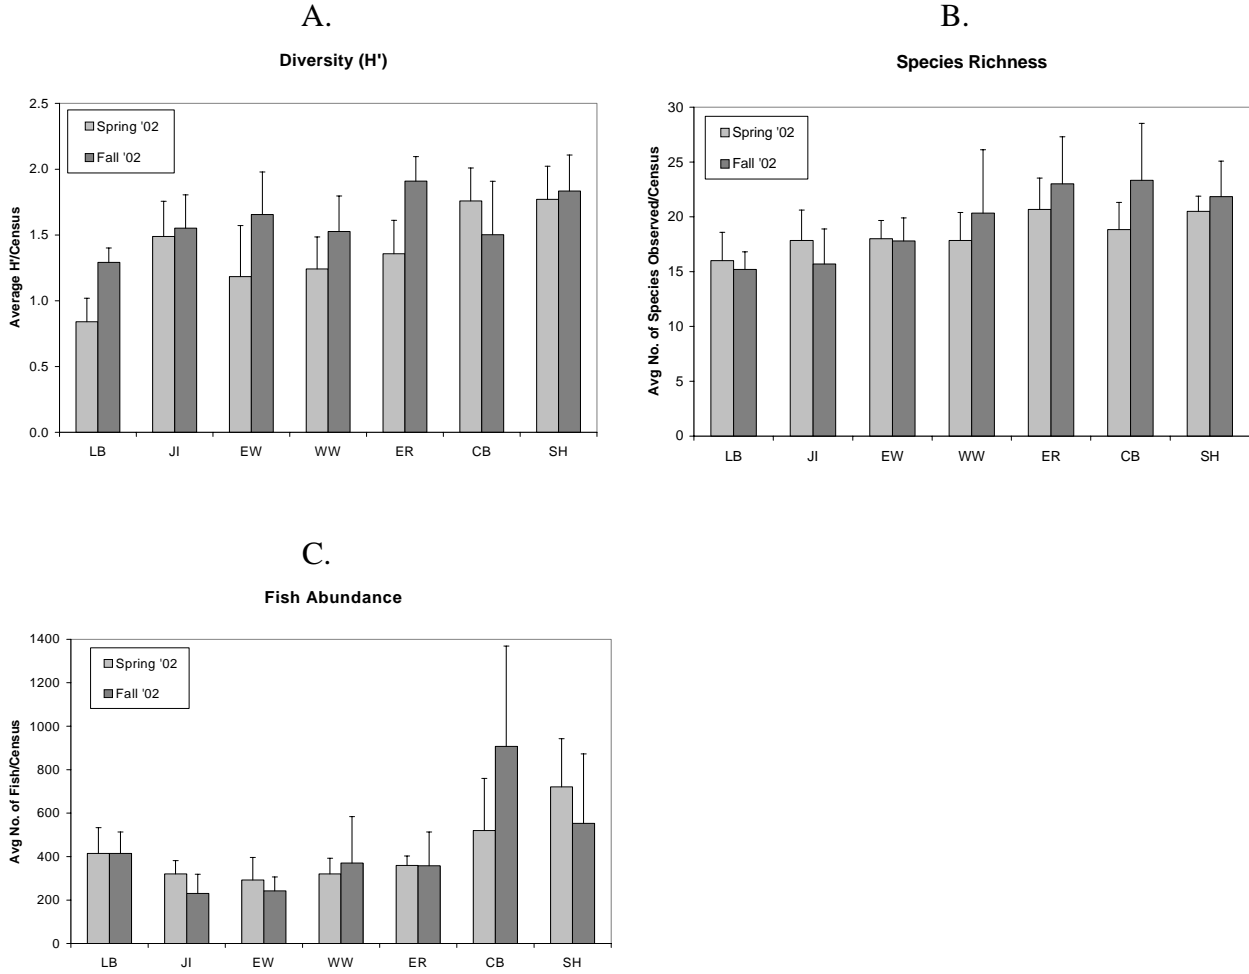 A.
Diversity (H')
Average H'/Census
2.5
2.0
1.5
1.0
0.5
0.0
Spring '02
Fall '02
LB JI EW WW ER CB SH
B.
Species Richness
Avg No. of Species Observed/Census
30
25
20
15
10
5
0
Spring '02
Fall '02
LB JI EW WW ER CB SH
C.
Fish Abundance
Avg No. of Fish/Census
1400
1200
1000
800
600
400
200
0
Spring '02
Fall '02
LB JI EW WW ER CB SH